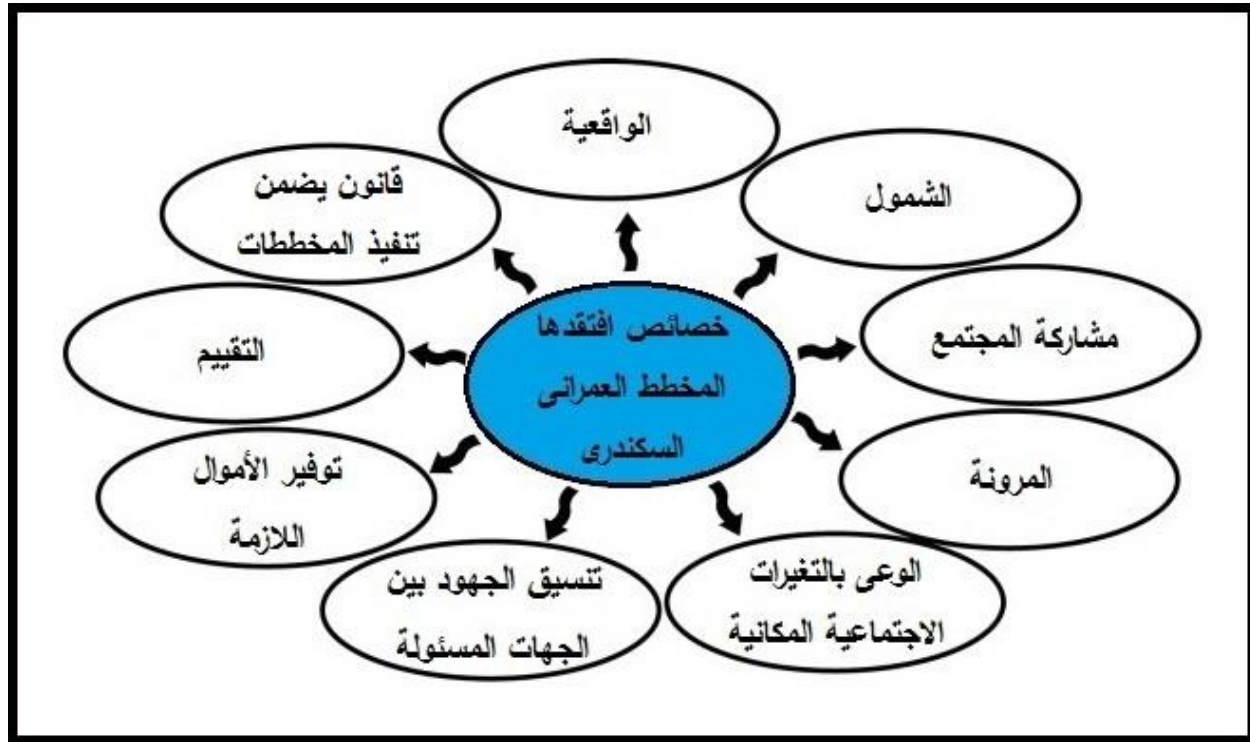 خصائص افتقدها
المخطط العمرانى
السكندرى
الواقعية
الشمول
مشاركة المجتمع
المرونة
الوعى بالتغيرات
الاجتماعية المكانية
تنسيق الجهود بين
الجهات المسئولة
توفير الأموال
اللازمة
التقييم
قانون يضمن
تنفيذ المخططات